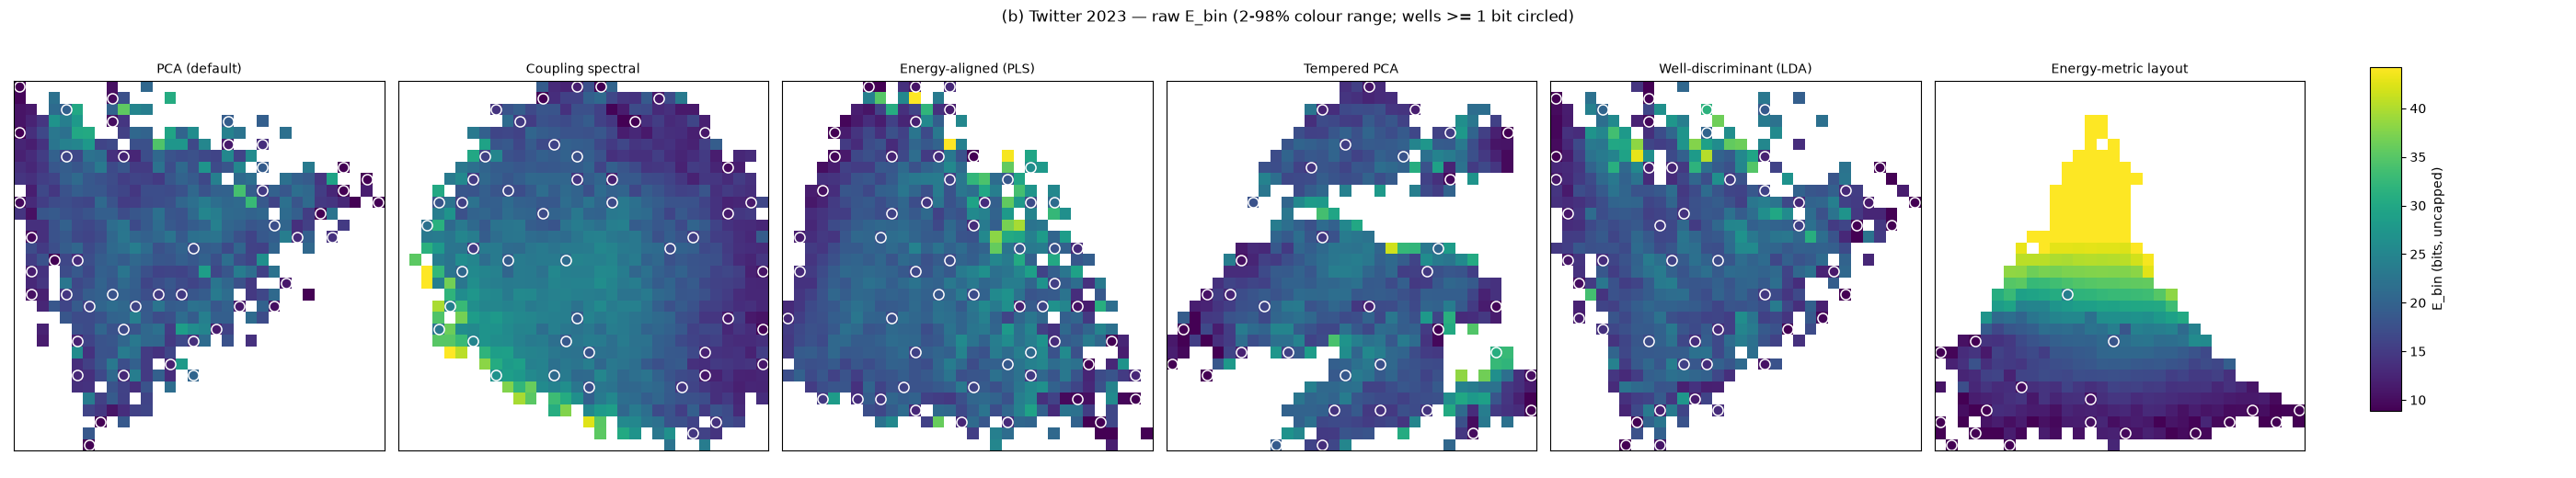 (b) Twitter 2023 — raw E_bin (2-98% colour range; wells >= 1 bit circled)
PCA (default)
Coupling spectral
Energy-aligned (PLS)
Tempered PCA
Well-discriminant (LDA)
Energy-metric layout
40
35
30
25
20
15
10
E_bin (bits, uncapped)